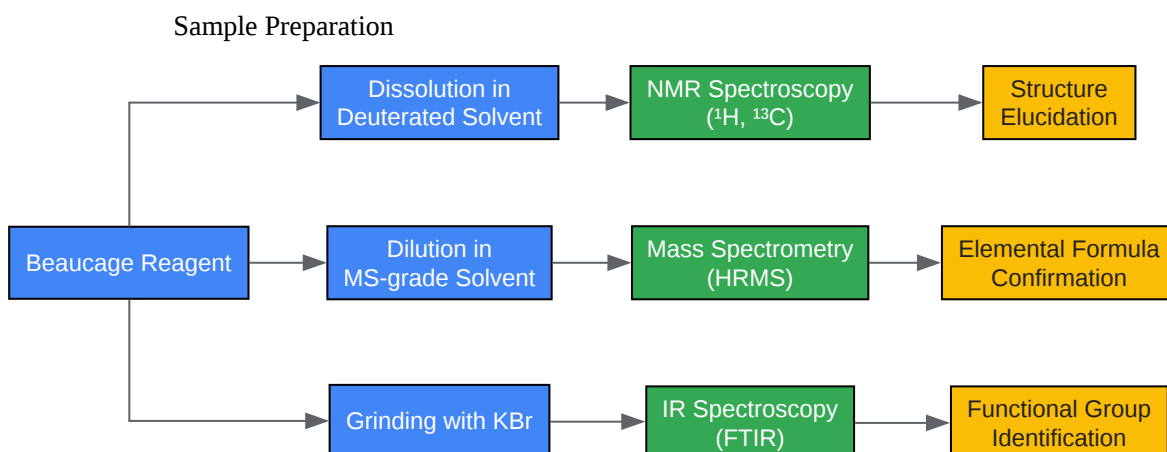 Sample Preparation
Dissolution in
Deuterated Solvent
NMR Spectroscopy
(¹H, ¹³C)
Structure
Elucidation
Beaucage Reagent
Dilution in
MS-grade Solvent
Mass Spectrometry
(HRMS)
Elemental Formula
Confirmation
Grinding with KBr
IR Spectroscopy
(FTIR)
Functional Group
Identification